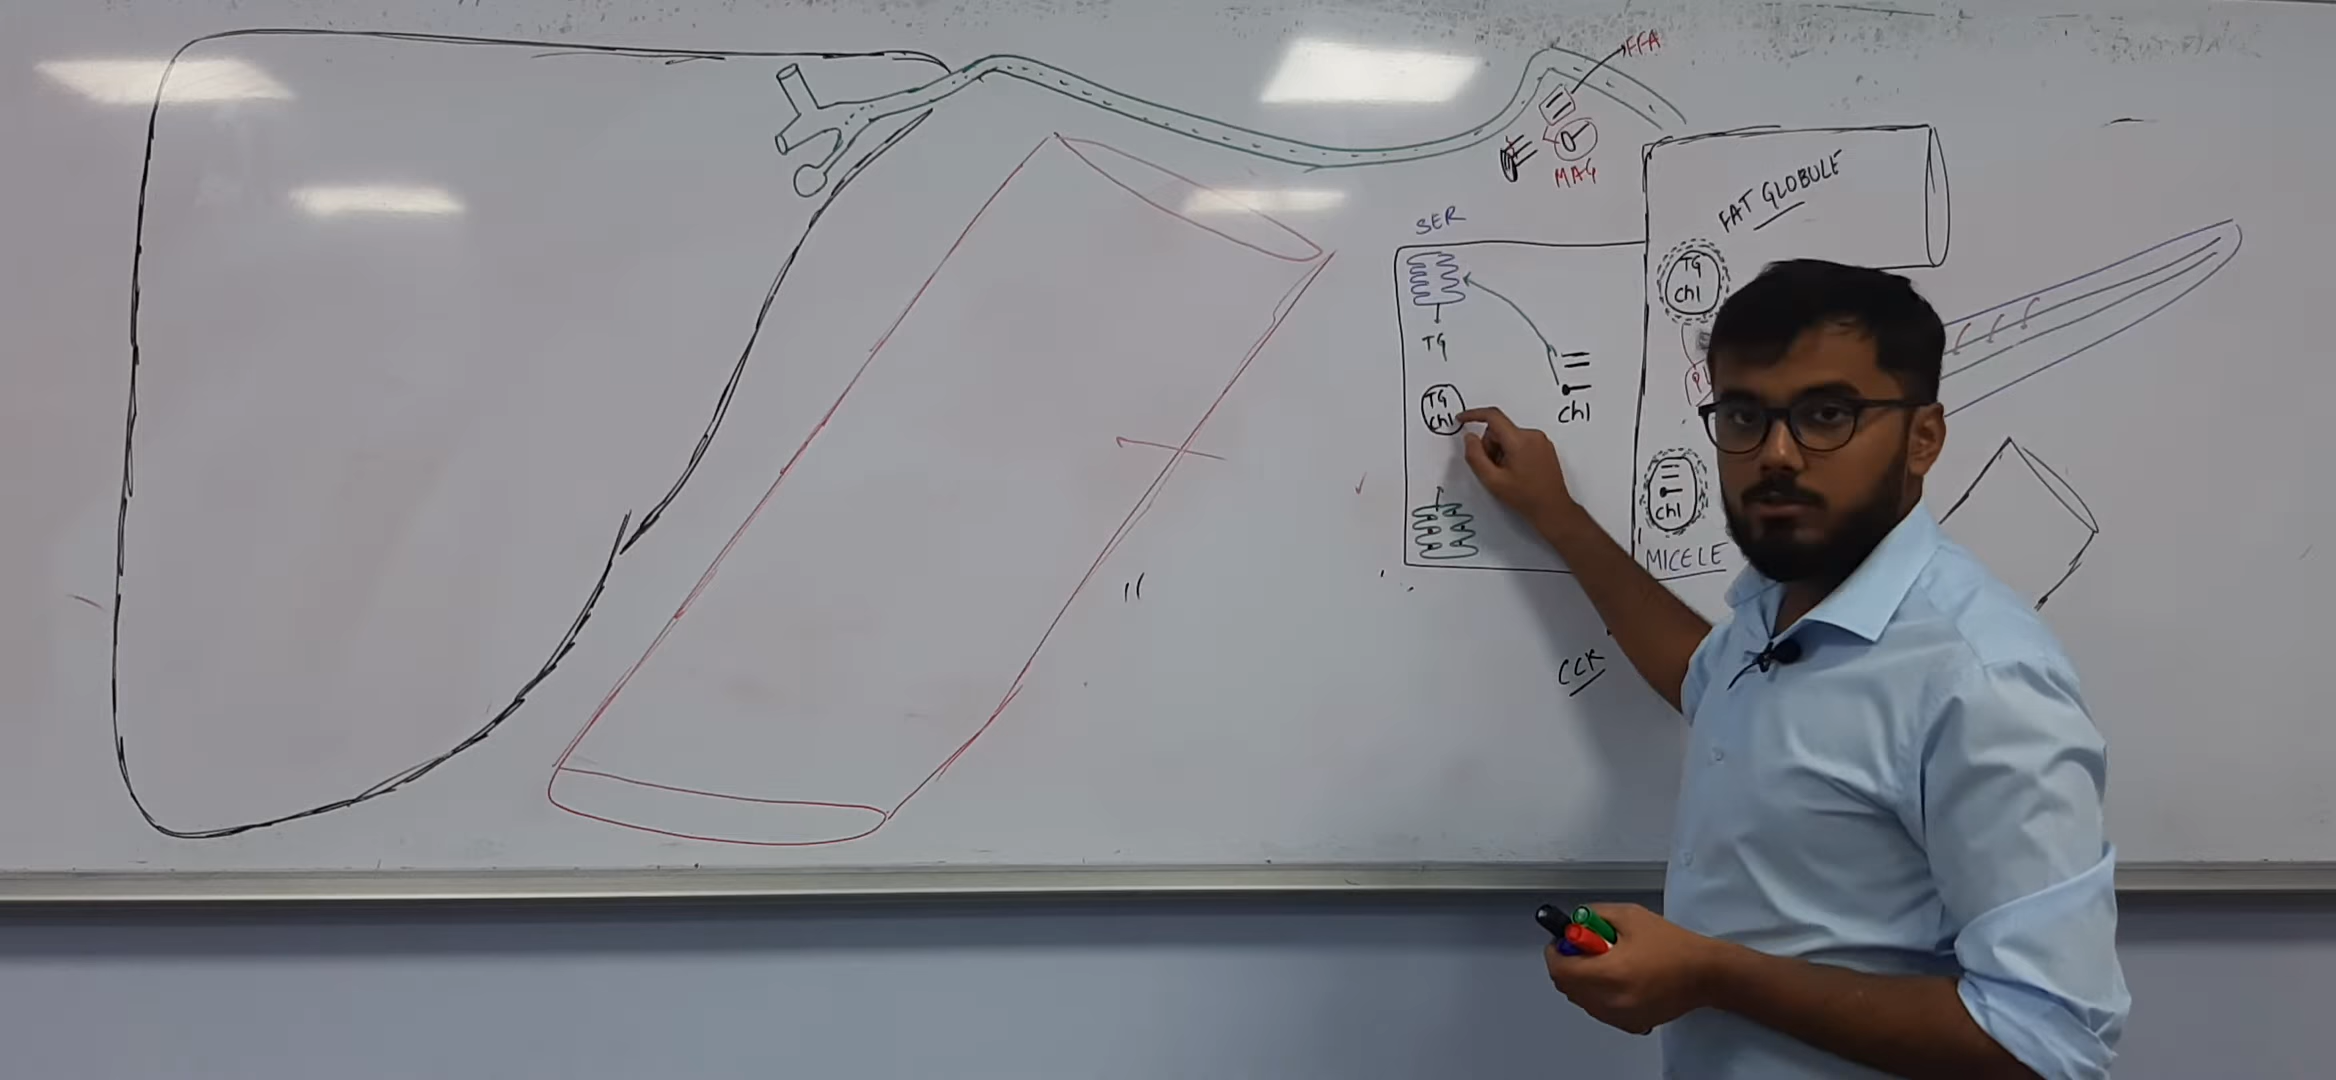 FFA
MAG
FAT GLOBULE
SER
TG
chl
TG
TG
chl
chl
chl
MICELE
CCK